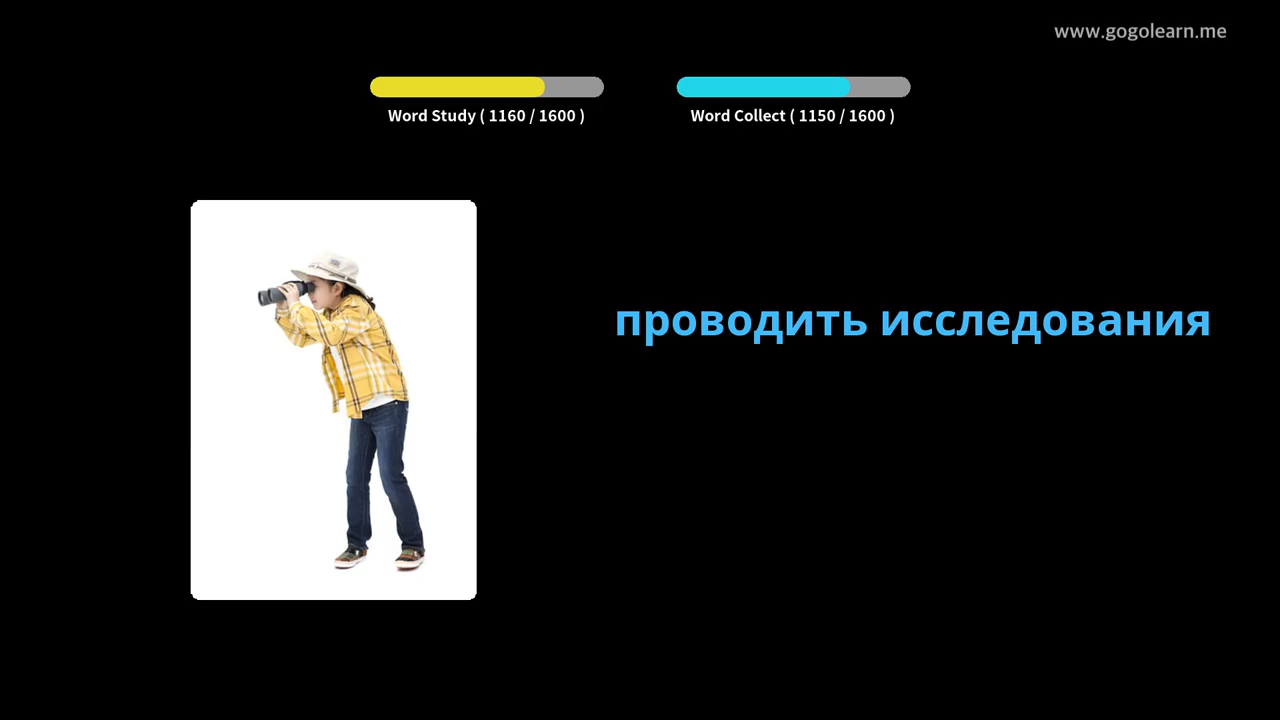 www.gogolearn.me
Word Study ( 1160 / 1600 )
Word Collect ( 1150 / 1600 )
проводить исследования